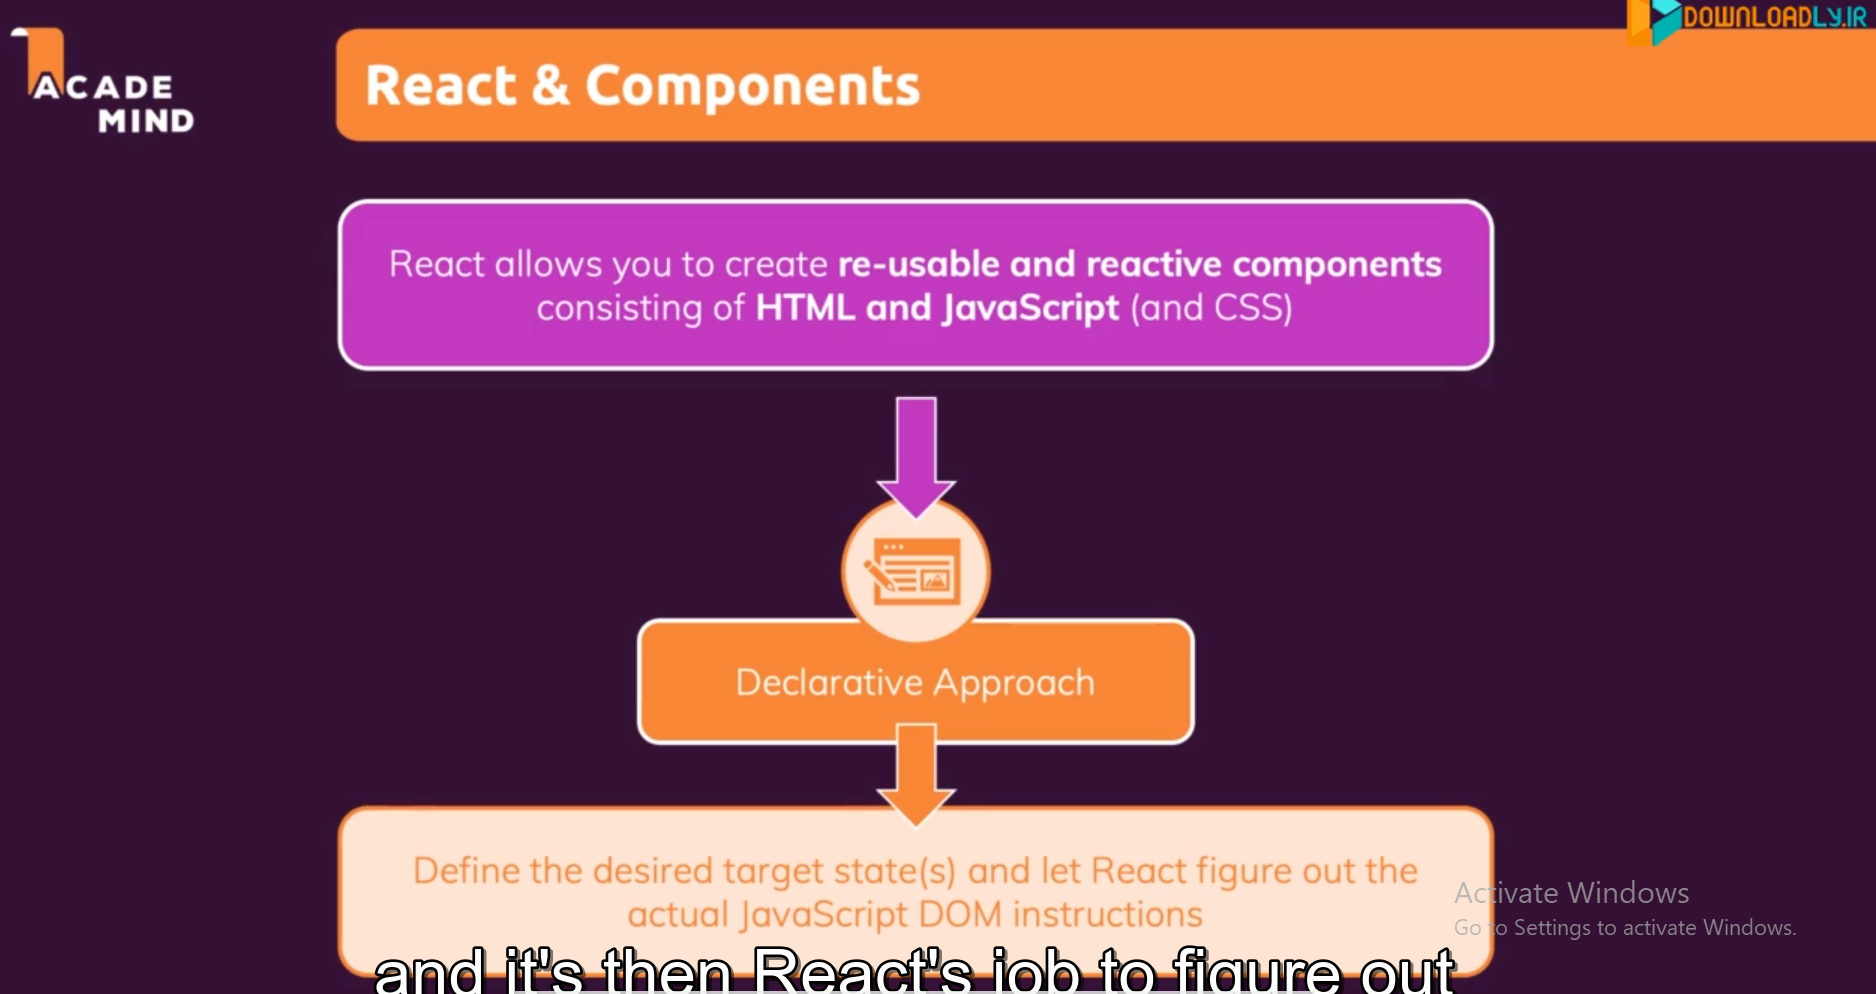 DOWNLOADLY.IR
ACADE
MIND
React & Components
React allows you to create re-usable and reactive components
consisting of HTML and JavaScript (and CSS)
Declarative Approach
Define the desired target state(s) and let React figure out the
actual JavaScript DOM instructions
Activate Windows
Go to Settings to activate Windows.
and it's then React's job to figure out